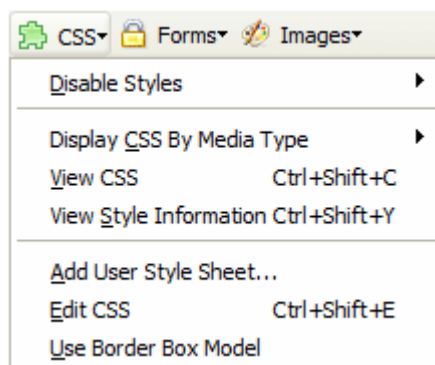 CSS Forms Images
Disable Styles
Display CSS By Media Type
View CSS Ctrl+Shift+C
View Style Information Ctrl+Shift+Y
Add User Style Sheet...
Edit CSS Ctrl+Shift+E
Use Border Box Model